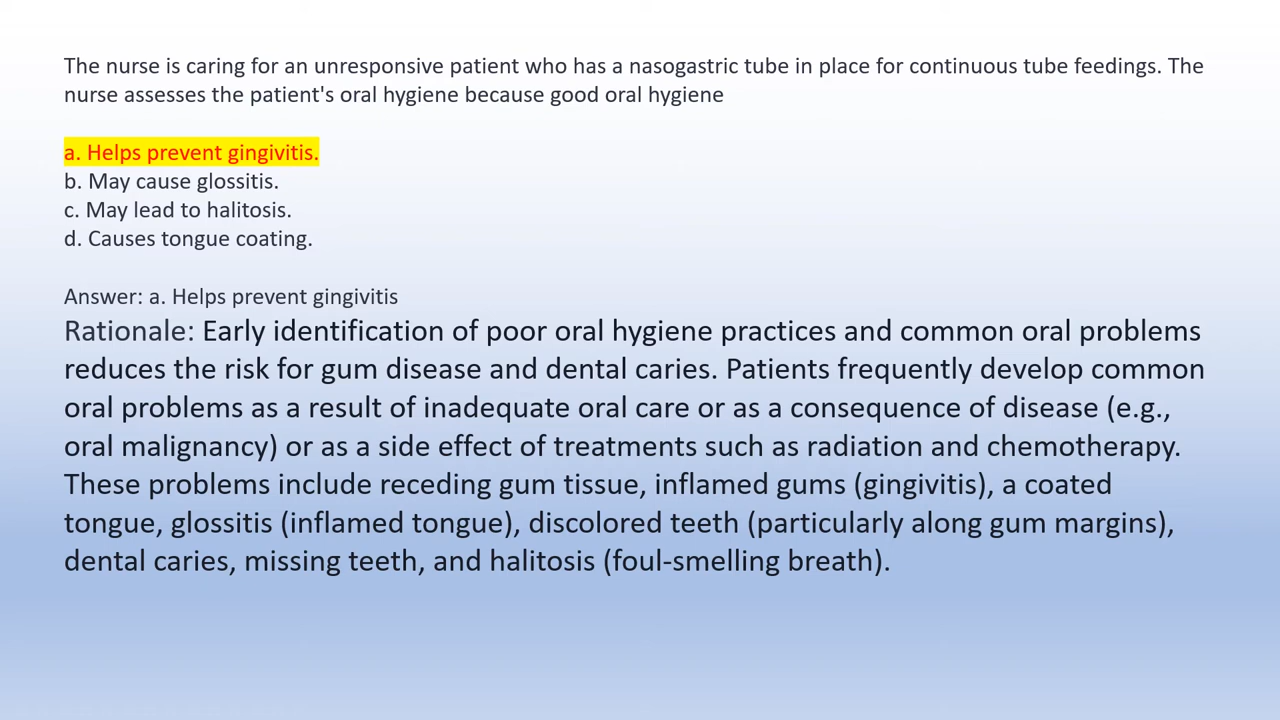 The nurse is caring for an unresponsive patient who has a nasogastric tube in place for continuous tube feedings. The
nurse assesses the patient's oral hygiene because good oral hygiene
a. Helps prevent gingivitis.
b. May cause glossitis.
c. May lead to halitosis.
d. Causes tongue coating.
Answer: a. Helps prevent gingivitis
Rationale: Early identification of poor oral hygiene practices and common oral problems
reduces the risk for gum disease and dental caries. Patients frequently develop common
oral problems as a result of inadequate oral care or as a consequence of disease (e.g.,
oral malignancy) or as a side effect of treatments such as radiation and chemotherapy.
These problems include receding gum tissue, inflamed gums (gingivitis), a coated
tongue, glossitis (inflamed tongue), discolored teeth (particularly along gum margins),
dental caries, missing teeth, and halitosis (foul-smelling breath).